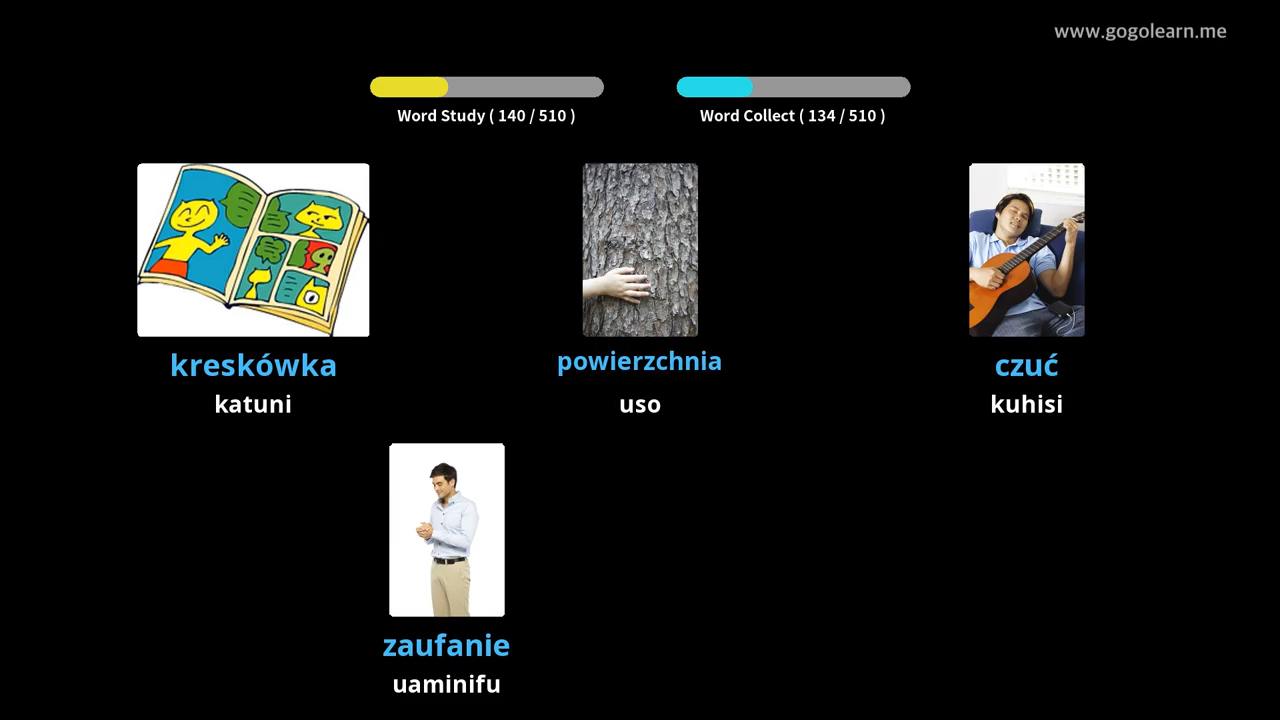 www.gogolearn.me
Word Study ( 140 / 510 )
Word Collect ( 134 / 510 )
kreskówka
katuni
powierzchnia
uso
czuć
kuhisi
zaufanie
uaminifu